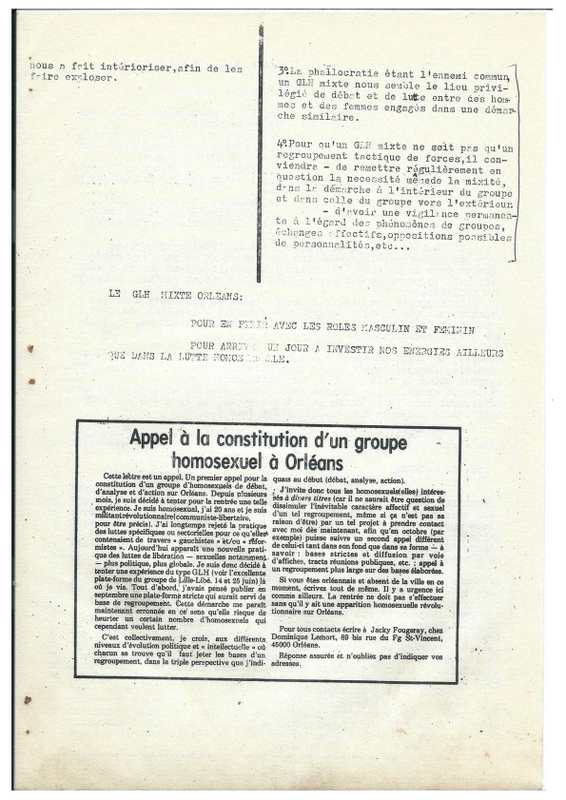 nous a fait intérioriser,afin de les
faire exploser.
3°.La phallocratie étant l'ennemi commun,
un GLH mixte nous semble le lieu privi-
légié de débat et de lutte entre des hom-
mes et des femmes engagés dans une démar-
che similaire.
4°.Pour qu'un GLH mixte ne soit pas qu'un
regroupement tactique de forces,il con-
viendra - de remettre régulièrement en
question la necessité mêmede la mixité,
dans la démarche à l'intérieur du groupe
et dans celle du groupe vers l'extérieur
- d'avoir une vigilance permanen-
te à l'égard des phénomènes de groupes,
échanges affectifs,oppositions possibles
de personnalités,etc...
LE GLH MIXTE ORLEANS:
POUR EN FINIR AVEC LES ROLES MASCULIN ET FEMININ
POUR ARRIVER UN JOUR A INVESTIR NOS ENERGIES AILLEURS
QUE DANS LA LUTTE HOMOSEXUELLE.
Appel à la constitution d'un groupe
homosexuel à Orléans
Cette lettre est un appel. Un premier appel pour la
constitution d'un groupe d'homosexuels de débat,
d'analyse et d'action sur Orléans. Depuis plusieurs
mois, je suis décidé à tenter pour la rentrée une telle
expérience. Je suis homosexuel, j'ai 20 ans et je suis
militant révolutionnaire (communiste-libertaire,
pour être précis). J'ai longtemps rejeté la pratique
des luttes spécifiques ou sectorielles pour ce qu'elles
contenaient de travers « gauchistes » et/ou « réfor-
mistes ». Aujourd'hui apparaît une nouvelle prati-
que des luttes de libération — sexuelles notamment,
— plus politique, plus globale. Je suis donc décidé à
tenter une expérience du type GLH (voir l'excellente
plate-forme du groupe de Lille-Libé. 14 et 25 juin) là
où je vis. Tout d'abord, j'avais pensé publier en
septembre une plate-forme stricte qui aurait servi de
base de regroupement. Cette démarche me paraît
maintenant erronnée en ce sens qu'elle risque de
heurter un certain nombre d'homosexuels qui
cependant veulent lutter.
C'est collectivement, je crois, aux différents
niveaux d'évolution politique et « intellectuelle » où
chacun se trouve qu'il faut jeter les bases d'un
regroupement, dans la triple perspective que j'indi-
quais au début (débat, analyse, action).
J'invite donc tous les homosexuels(elles) intéres-
sés à divers titres (car il ne saurait être question de
dissimuler l'inévitable caractère affectif et sexuel
d'un tel regroupement, même si ça n'est pas sa
raison d'être) par un tel projet à prendre contact
avec moi dès maintenant, afin qu'en octobre (par
exemple) puisse suivre un second appel différent
de celui-ci tant dans son fond que dans sa forme — à
savoir : bases strictes et diffusion par voie
d'affiches, tracts réunions publiques, etc. ; appel à
un regroupement plus large sur des bases élaborées.
Si vous êtes orléanais et absent de la ville en ce
moment, écrivez tout de même. Il y a urgence ici
comme ailleurs. La rentrée ne doit pas s'effectuer
sans qu'il y ait une apparition homosexuelle révolu-
tionnaire sur Orléans.
Pour tous contacts écrire à Jacky Fougeray, chez
Dominique Lemort, 89 bis rue du Fg St-Vincent,
45000 Orléans.
Réponse assurée et n'oubliez pas d'indiquer vos
adresses.